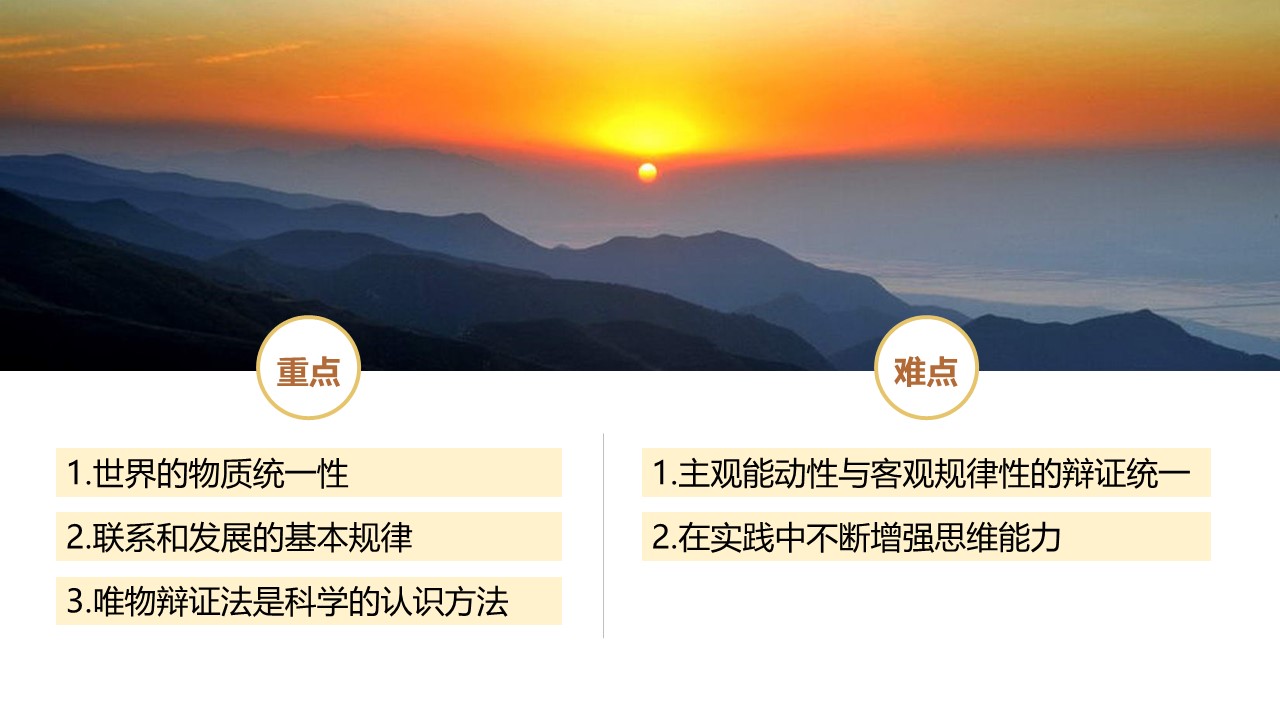 重点
1.世界的物质统一性
2.联系和发展的基本规律
3.唯物辩证法是科学的认识方法
难点
1.主观能动性与客观规律性的辩证统一
2.在实践中不断增强思维能力